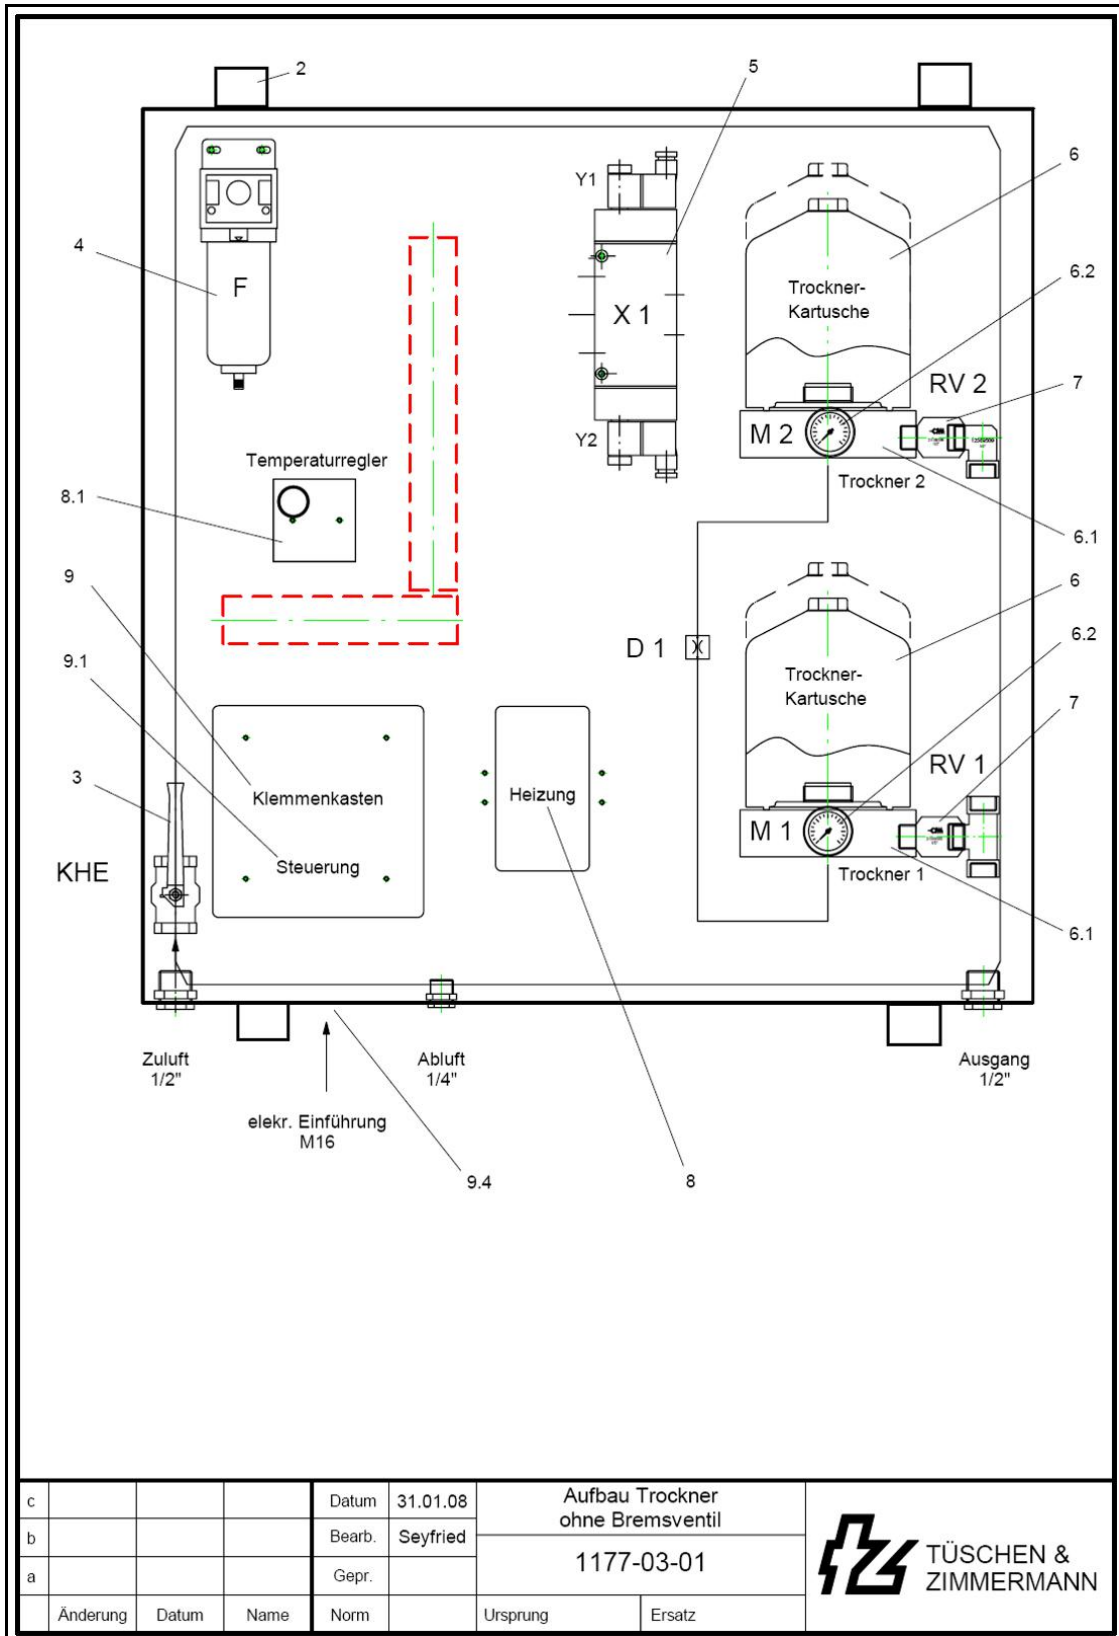 2
5
Y1
6
4
F
6.2
Trockner-
Kartusche
X 1
RV 2
7
M 2
Y2
Temperaturregler
Trockner 2
8.1
6.1
9
6
D 1
6.2
9.1
Trockner-
Kartusche
7
3
RV 1
Klemmenkasten
Heizung
M 1
KHE
Steuerung
Trockner 1
6.1
Zuluft
1/2"
Abluft
1/4"
Ausgang
1/2"
elekr. Einführung
M16
9.4
8
c
Datum
31.01.08
Aufbau Trockner
ohne Bremsventil
b
Bearb.
Seyfried
1177-03-01
TÜSCHEN &
ZIMMERMANN
a
Gepr.
Änderung
Datum
Name
Norm
Ursprung
Ersatz